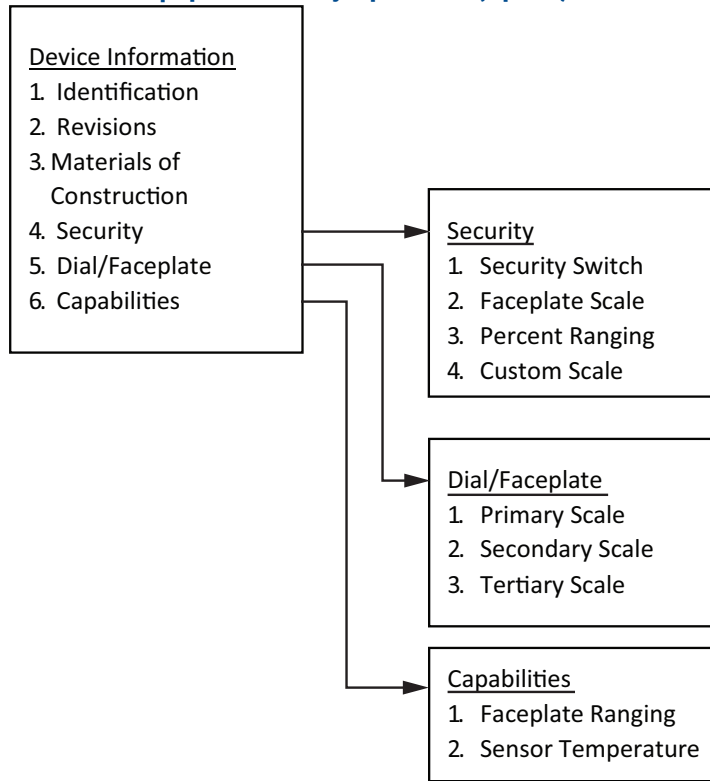 Device Information
1. Identification
2. Revisions
3. Materials of
Construction
4. Security
5. Dial/Faceplate
6. Capabilities
Security
1. Security Switch
2. Faceplate Scale
3. Percent Ranging
4. Custom Scale
Dial/Faceplate
1. Primary Scale
2. Secondary Scale
3. Tertiary Scale
Capabilities
1. Faceplate Ranging
2. Sensor Temperature